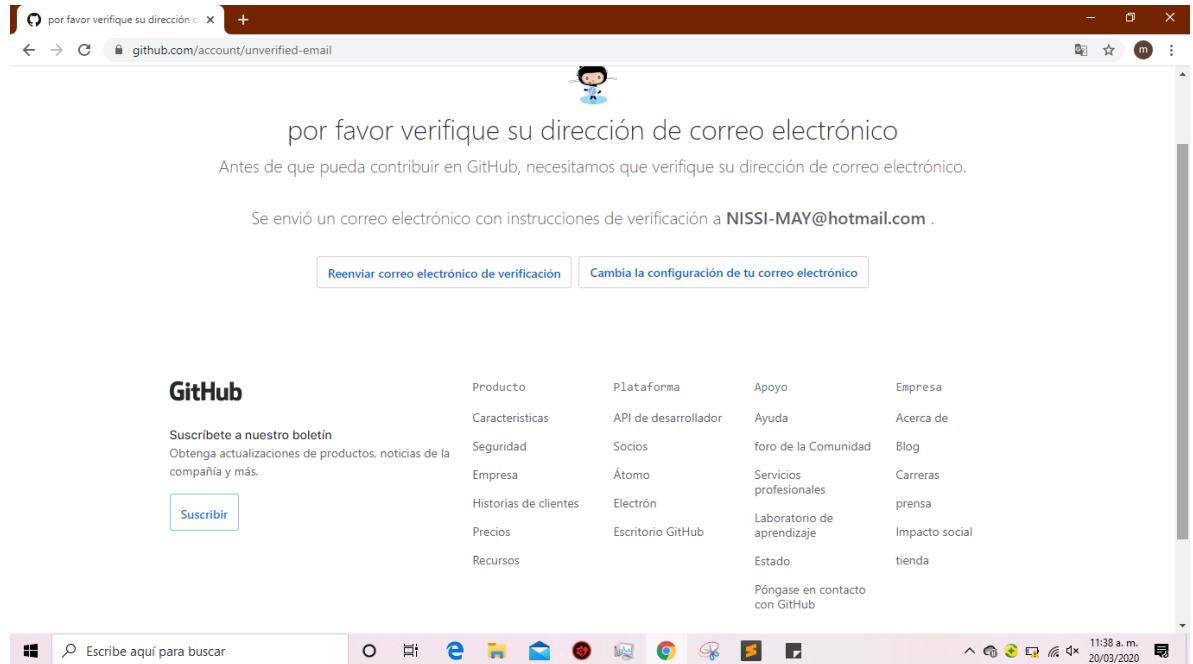 por favor verifique su dirección d
github.com/account/unverified-email
m
por favor verifique su dirección de correo electrónico
Antes de que pueda contribuir en GitHub, necesitamos que verifique su dirección de correo electrónico.
Se envió un correo electrónico con instrucciones de verificación a NISSI-MAY@hotmail.com .
Reenviar correo electrónico de verificación
Cambia la configuración de tu correo electrónico
GitHub
Suscríbete a nuestro boletín
Obtenga actualizaciones de productos, noticias de la
compañía y más.
Suscribir
Producto
Caracteristicas
Seguridad
Empresa
Historias de clientes
Precios
Recursos
Plataforma
API de desarrollador
Socios
Átomo
Electrón
Escritorio GitHub
Apoyo
Ayuda
foro de la Comunidad
Servicios
profesionales
Laboratorio de
aprendizaje
Estado
Póngase en contacto
con GitHub
Empresa
Acerca de
Blog
Carreras
prensa
Impacto social
tienda
Escribe aquí para buscar
11:38 a. m.
20/03/2020